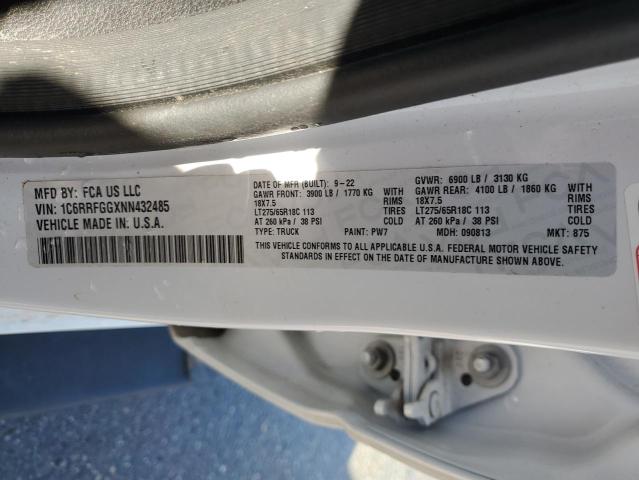 MFD BY: FCA US LLC
VIN: 1C6RRFGGXNN432485
VEHICLE MADE IN: U.S.A.
DATE OF MFR (BUILT): 9-22 GVWR: 6900 LB / 3130 KG
GAWR FRONT: 3900 LB / 1770 KG WITH GAWR REAR: 4100 LB / 1860 KG WITH
18X7.5 RIMS 18X7.5 RIMS
LT275/65R18C 113 TIRES LT275/65R18C 113 TIRES
AT 260 kPa / 38 PSI COLD AT 260 kPa / 38 PSI COLD
TYPE: TRUCK PAINT: PW7 MDH: 090813 MKT: 875
THIS VEHICLE CONFORMS TO ALL APPLICABLE U.S.A. FEDERAL MOTOR VEHICLE SAFETY
STANDARDS IN EFFECT ON THE DATE OF MANUFACTURE SHOWN ABOVE.